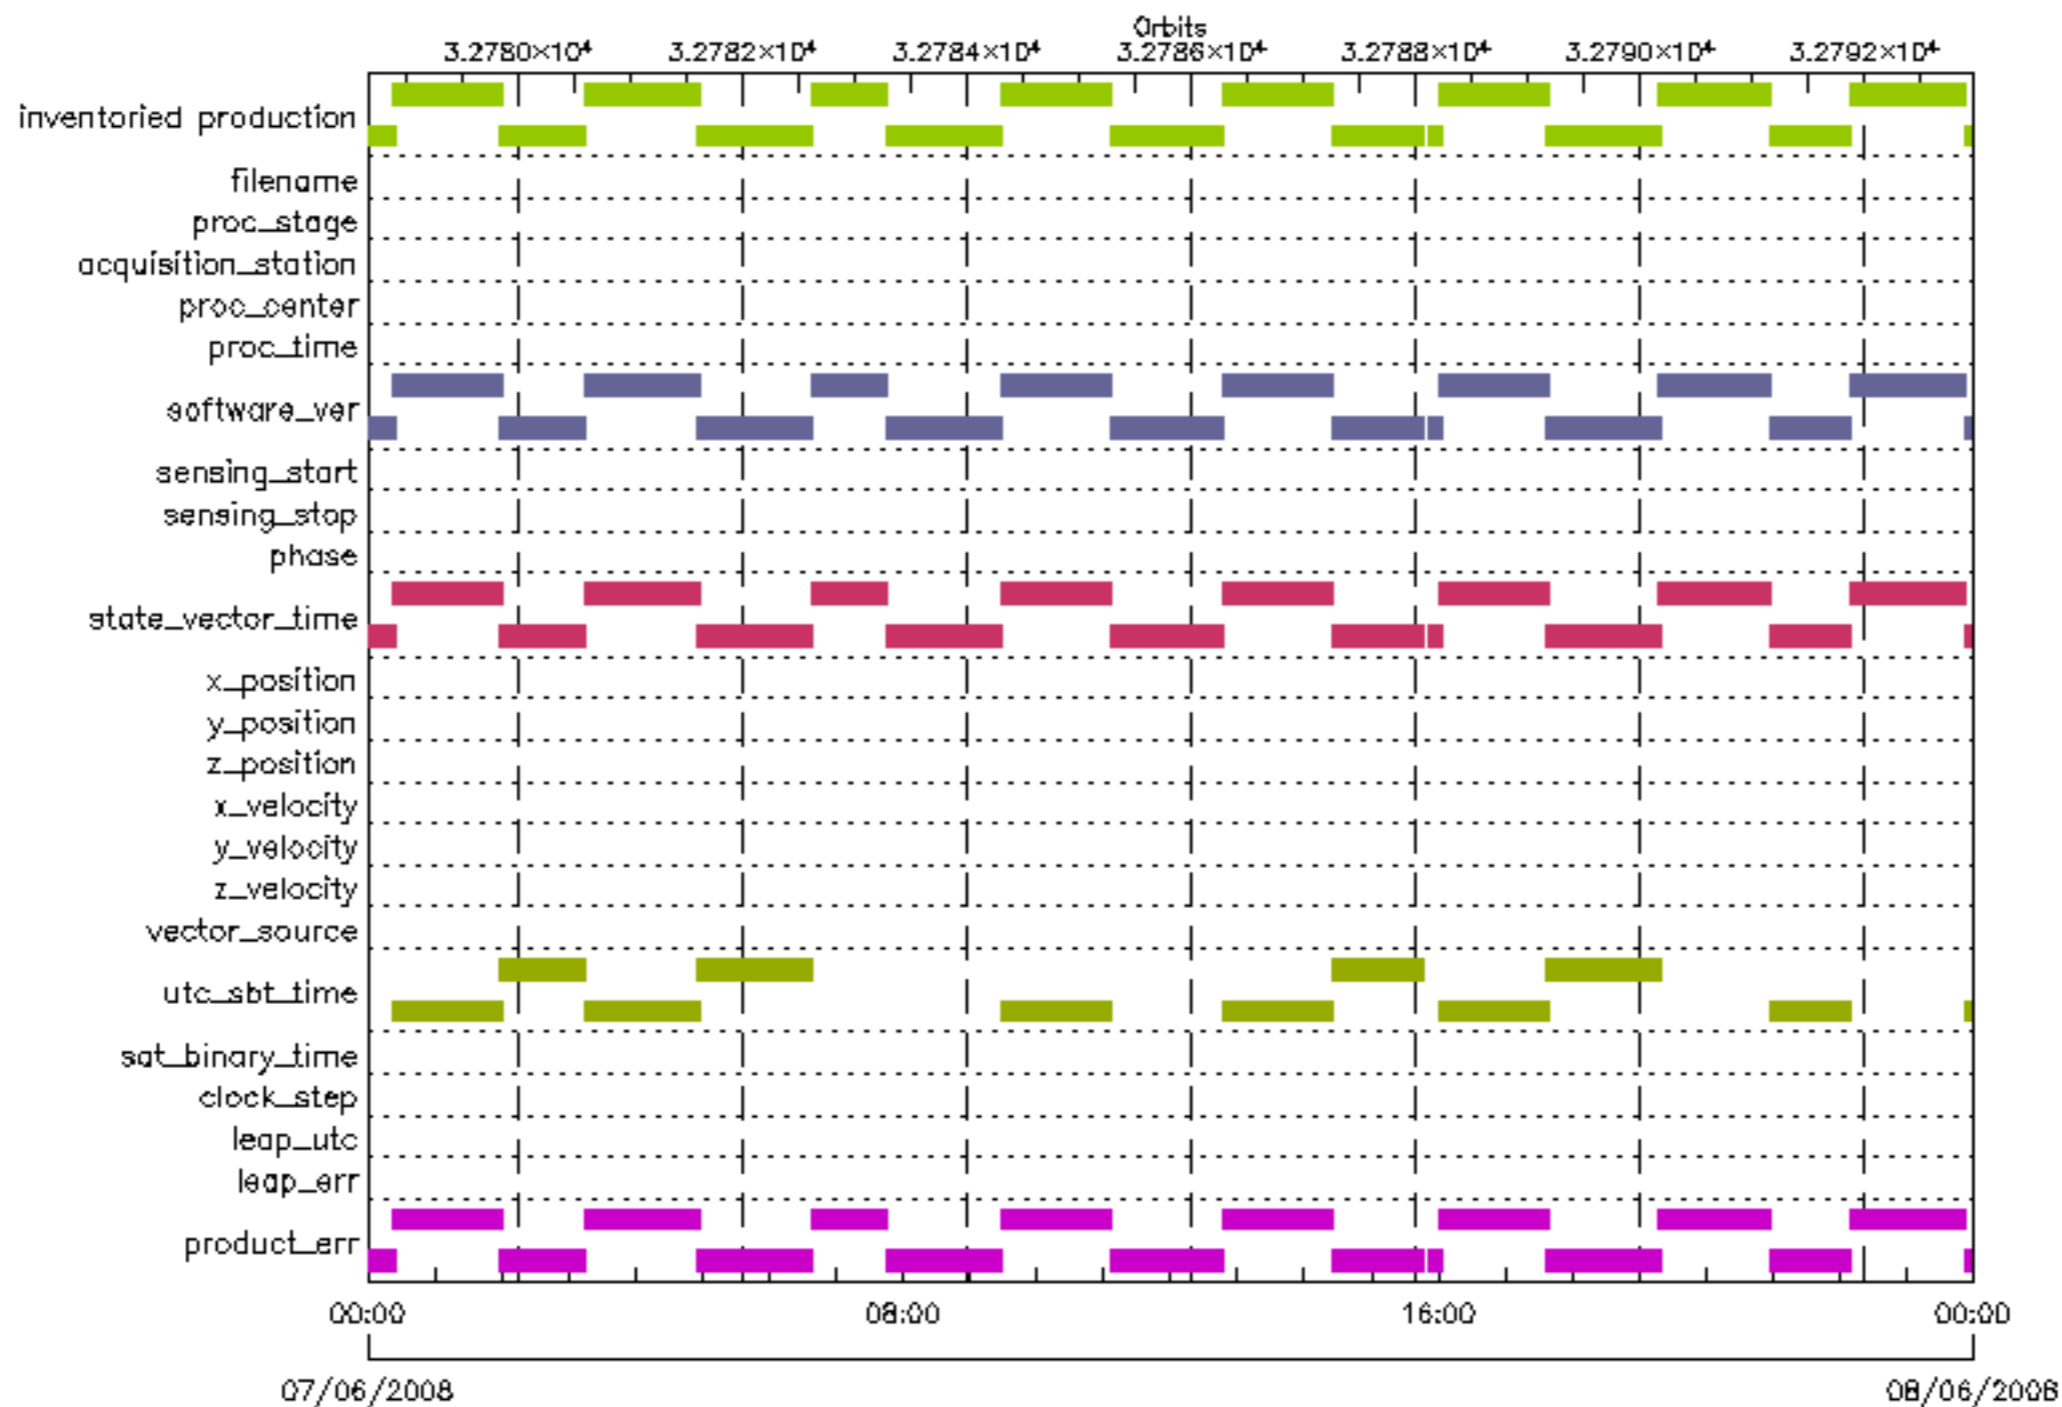 Orbits
3.2780×10⁴ 3.2782×10⁴ 3.2784×10⁴ 3.2786×10⁴ 3.2788×10⁴ 3.2790×10⁴ 3.2792×10⁴
inventoried production
filename
proc_stage
acquisition_station
proc_center
proc_time
software_ver
sensing_start
sensing_stop
phase
state_vector_time
x_position
y_position
z_position
x_velocity
y_velocity
z_velocity
vector_source
utc_sbt_time
sat_binary_time
clock_step
leap_utc
leap_err
product_err
00:00 08:00 16:00 00:00
07/06/2008 08/06/2008